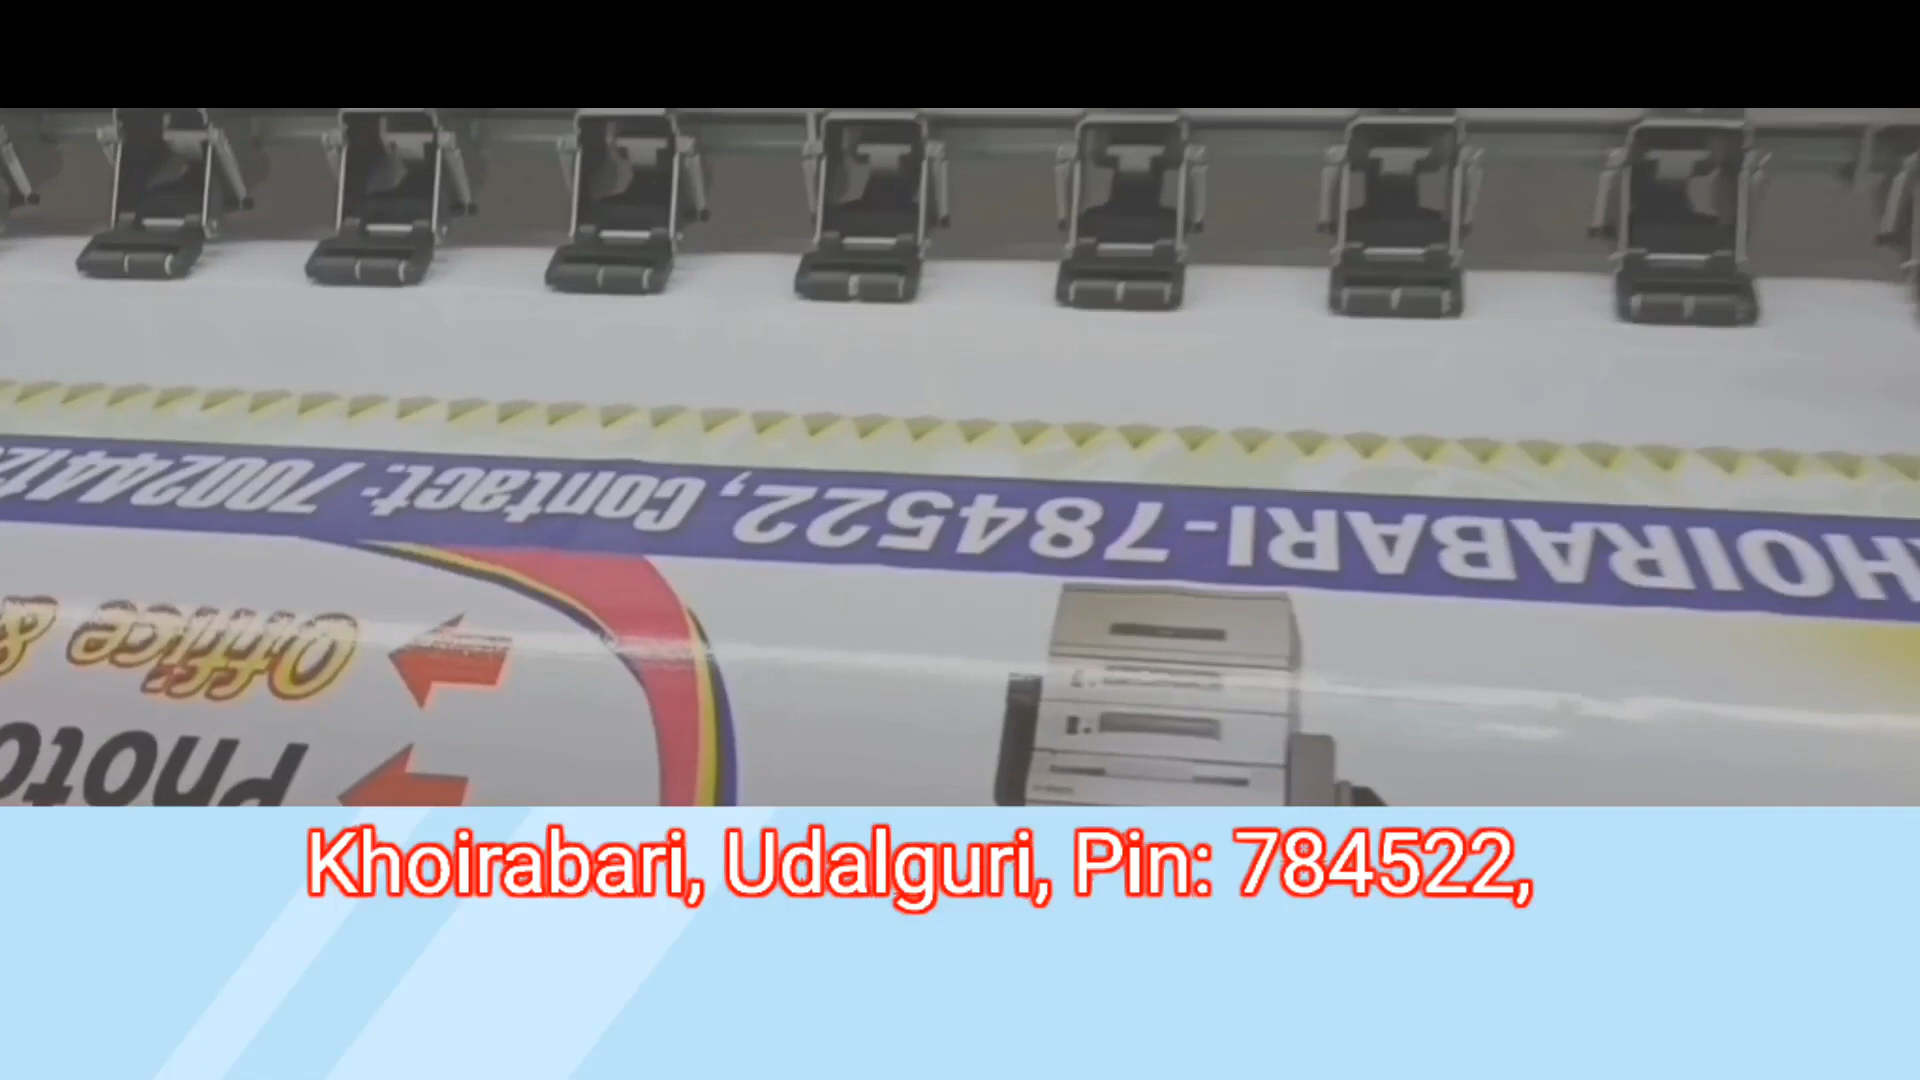 HOIRABARI-784522, Contact: 70024412
Office &
Photo
Khoirabari, Udalguri, Pin: 784522,